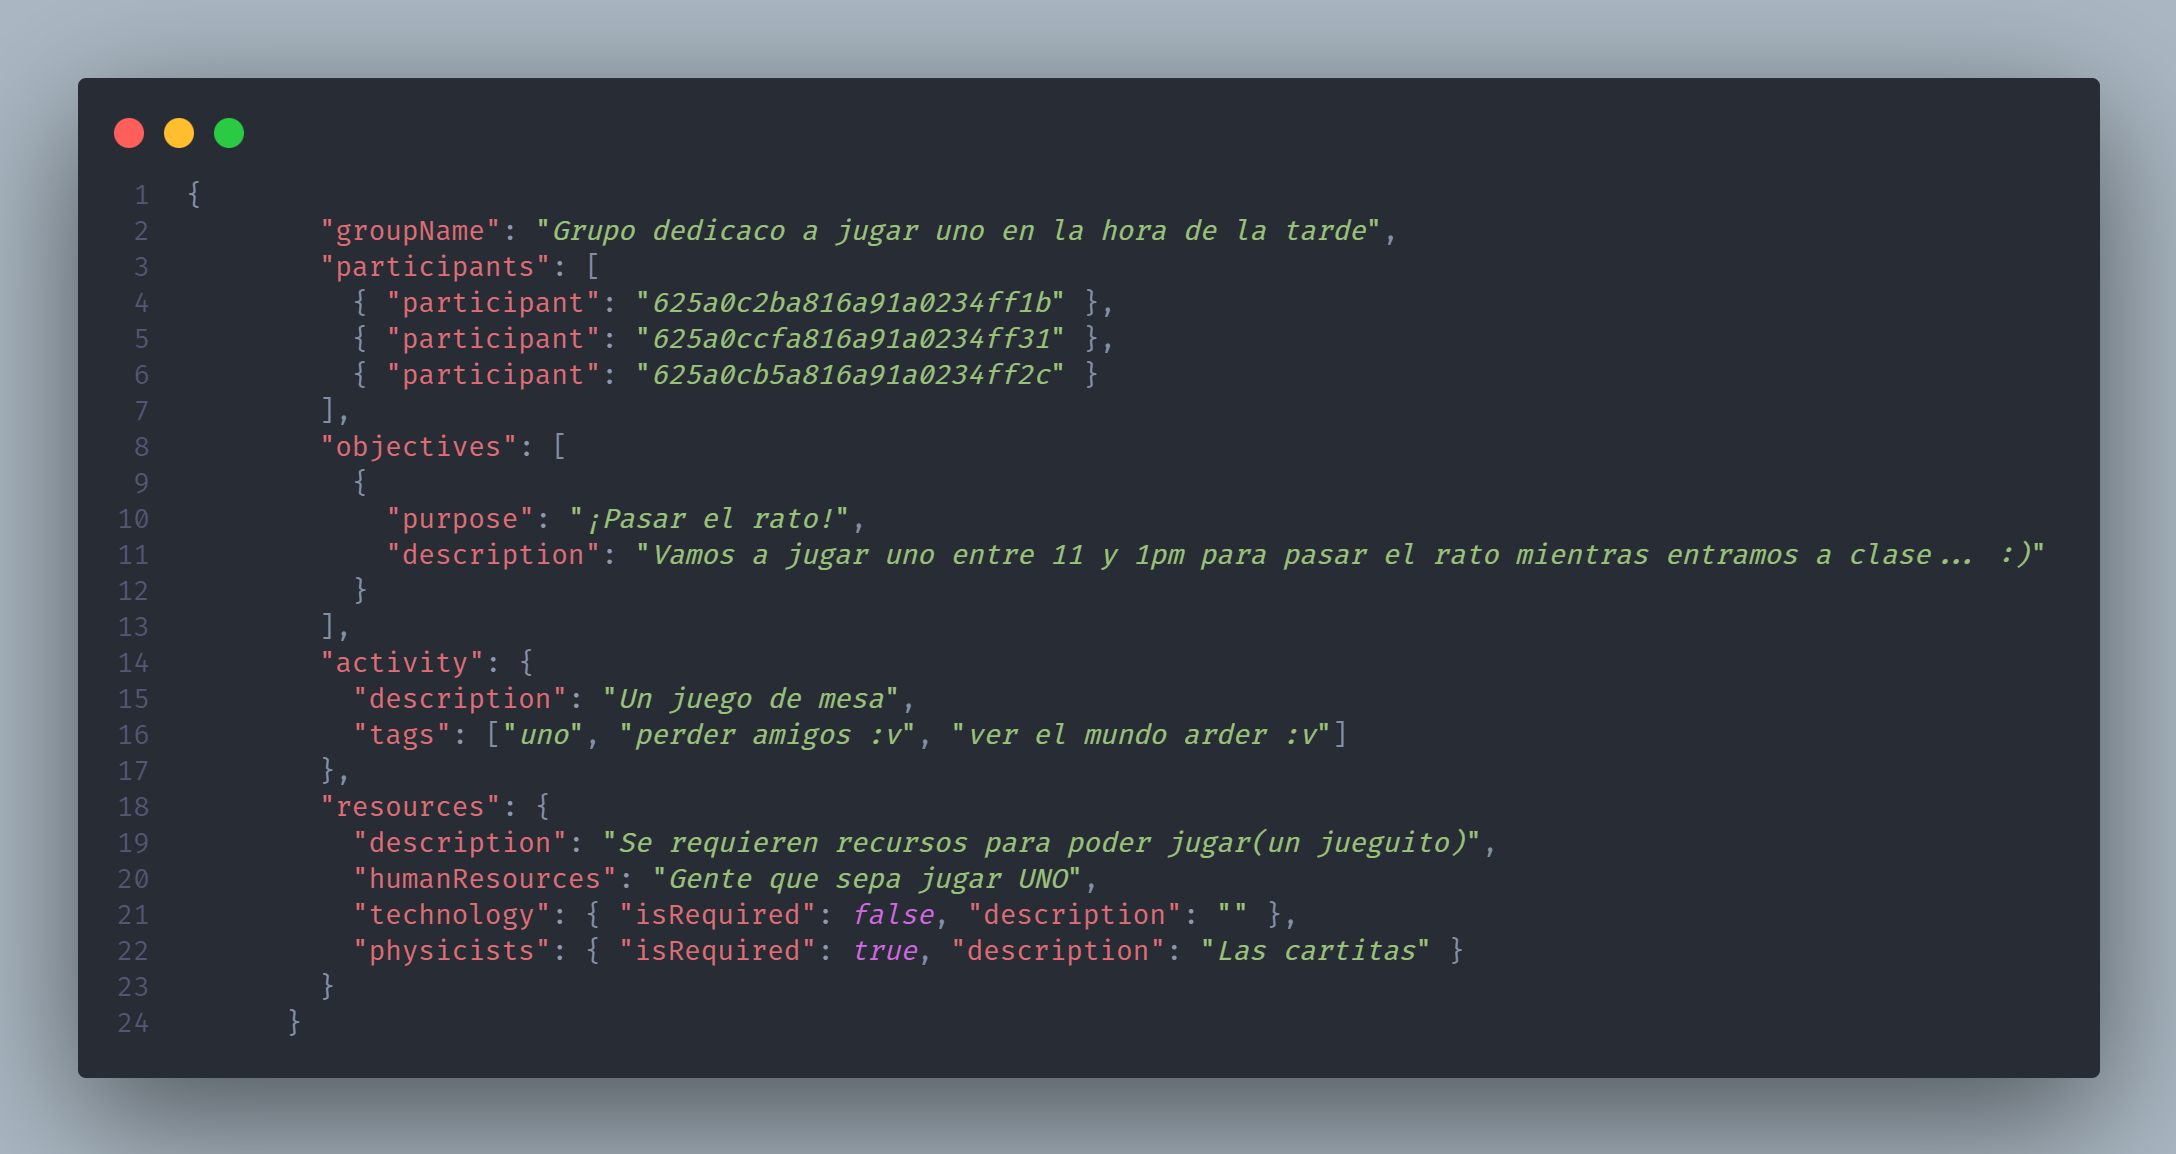 1 {
2 "groupName": "Grupo dedicaco a jugar uno en la hora de la tarde",
3 "participants": [
4 { "participant": "625a0c2ba816a91a0234ff1b" },
5 { "participant": "625a0ccfa816a91a0234ff31" },
6 { "participant": "625a0cb5a816a91a0234ff2c" }
7 ],
8 "objectives": [
9 {
10 "purpose": "¡Pasar el rato!",
11 "description": "Vamos a jugar uno entre 11 y 1pm para pasar el rato mientras entramos a clase... :)"
12 }
13 ],
14 "activity": {
15 "description": "Un juego de mesa",
16 "tags": ["uno", "perder amigos :v", "ver el mundo arder :v"]
17 },
18 "resources": {
19 "description": "Se requieren recursos para poder jugar(un jueguito)",
20 "humanResources": "Gente que sepa jugar UNO",
21 "technology": { "isRequired": false, "description": "" },
22 "physicists": { "isRequired": true, "description": "Las cartitas" }
23 }
24 }